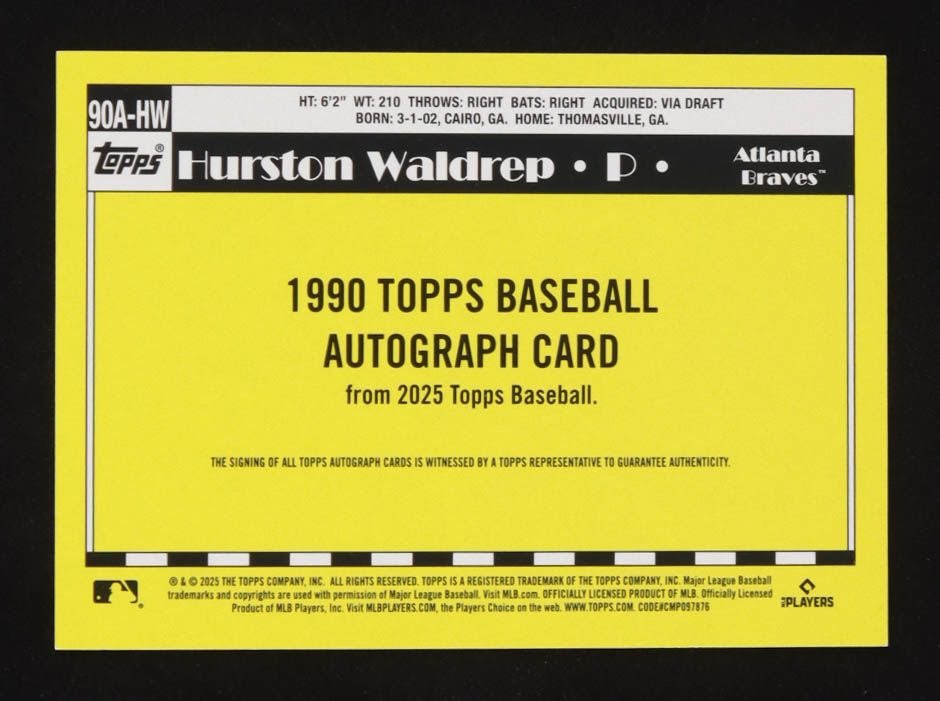 90A-HW
HT: 6'2" WT: 210 THROWS: RIGHT BATS: RIGHT ACQUIRED: VIA DRAFT
BORN: 3-1-02, CAIRO, GA. HOME: THOMASVILLE, GA.
Topps®
Hurston Waldrep • P •
Atlanta
Braves™
1990 TOPPS BASEBALL
AUTOGRAPH CARD
from 2025 Topps Baseball.
THE SIGNING OF ALL TOPPS AUTOGRAPH CARDS IS WITNESSED BY A TOPPS REPRESENTATIVE TO GUARANTEE AUTHENTICITY.
® & © 2025 THE TOPPS COMPANY, INC. ALL RIGHTS RESERVED. TOPPS IS A REGISTERED TRADEMARK OF THE TOPPS COMPANY, INC. Major League Baseball
trademarks and copyrights are used with permission of Major League Baseball. Visit MLB.com. OFFICIALLY LICENSED PRODUCT OF MLB. Officially Licensed
Product of MLB Players, Inc. Visit MLBPLAYERS.COM, the Players Choice on the web. WWW.TOPPS.COM. CODE#CMP097876
MLB PLAYERS